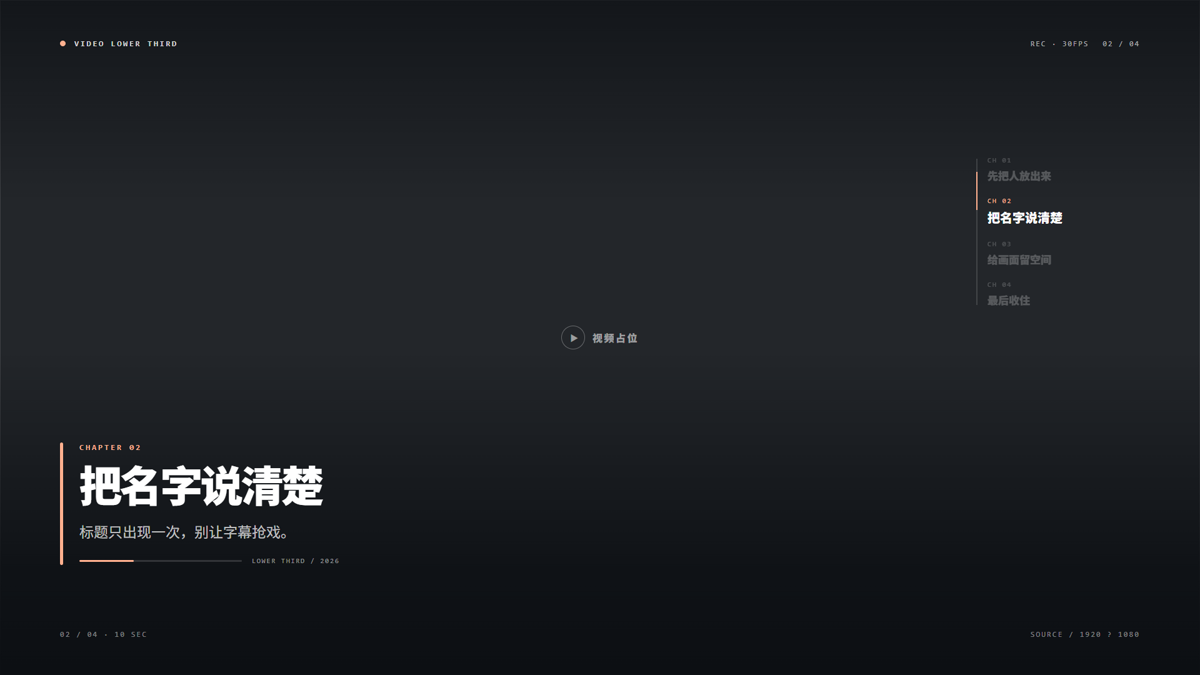 VIDEO LOWER THIRD
REC · 30FPS 02 / 04
CH 01
先把人放出来
CH 02
把名字说清楚
CH 03
给画面留空间
CH 04
最后收住
视频占位
CHAPTER 02
把名字说清楚
标题只出现一次，别让字幕抢戏。
LOWER THIRD / 2026
02 / 04 · 10 SEC
SOURCE / 1920 ? 1080